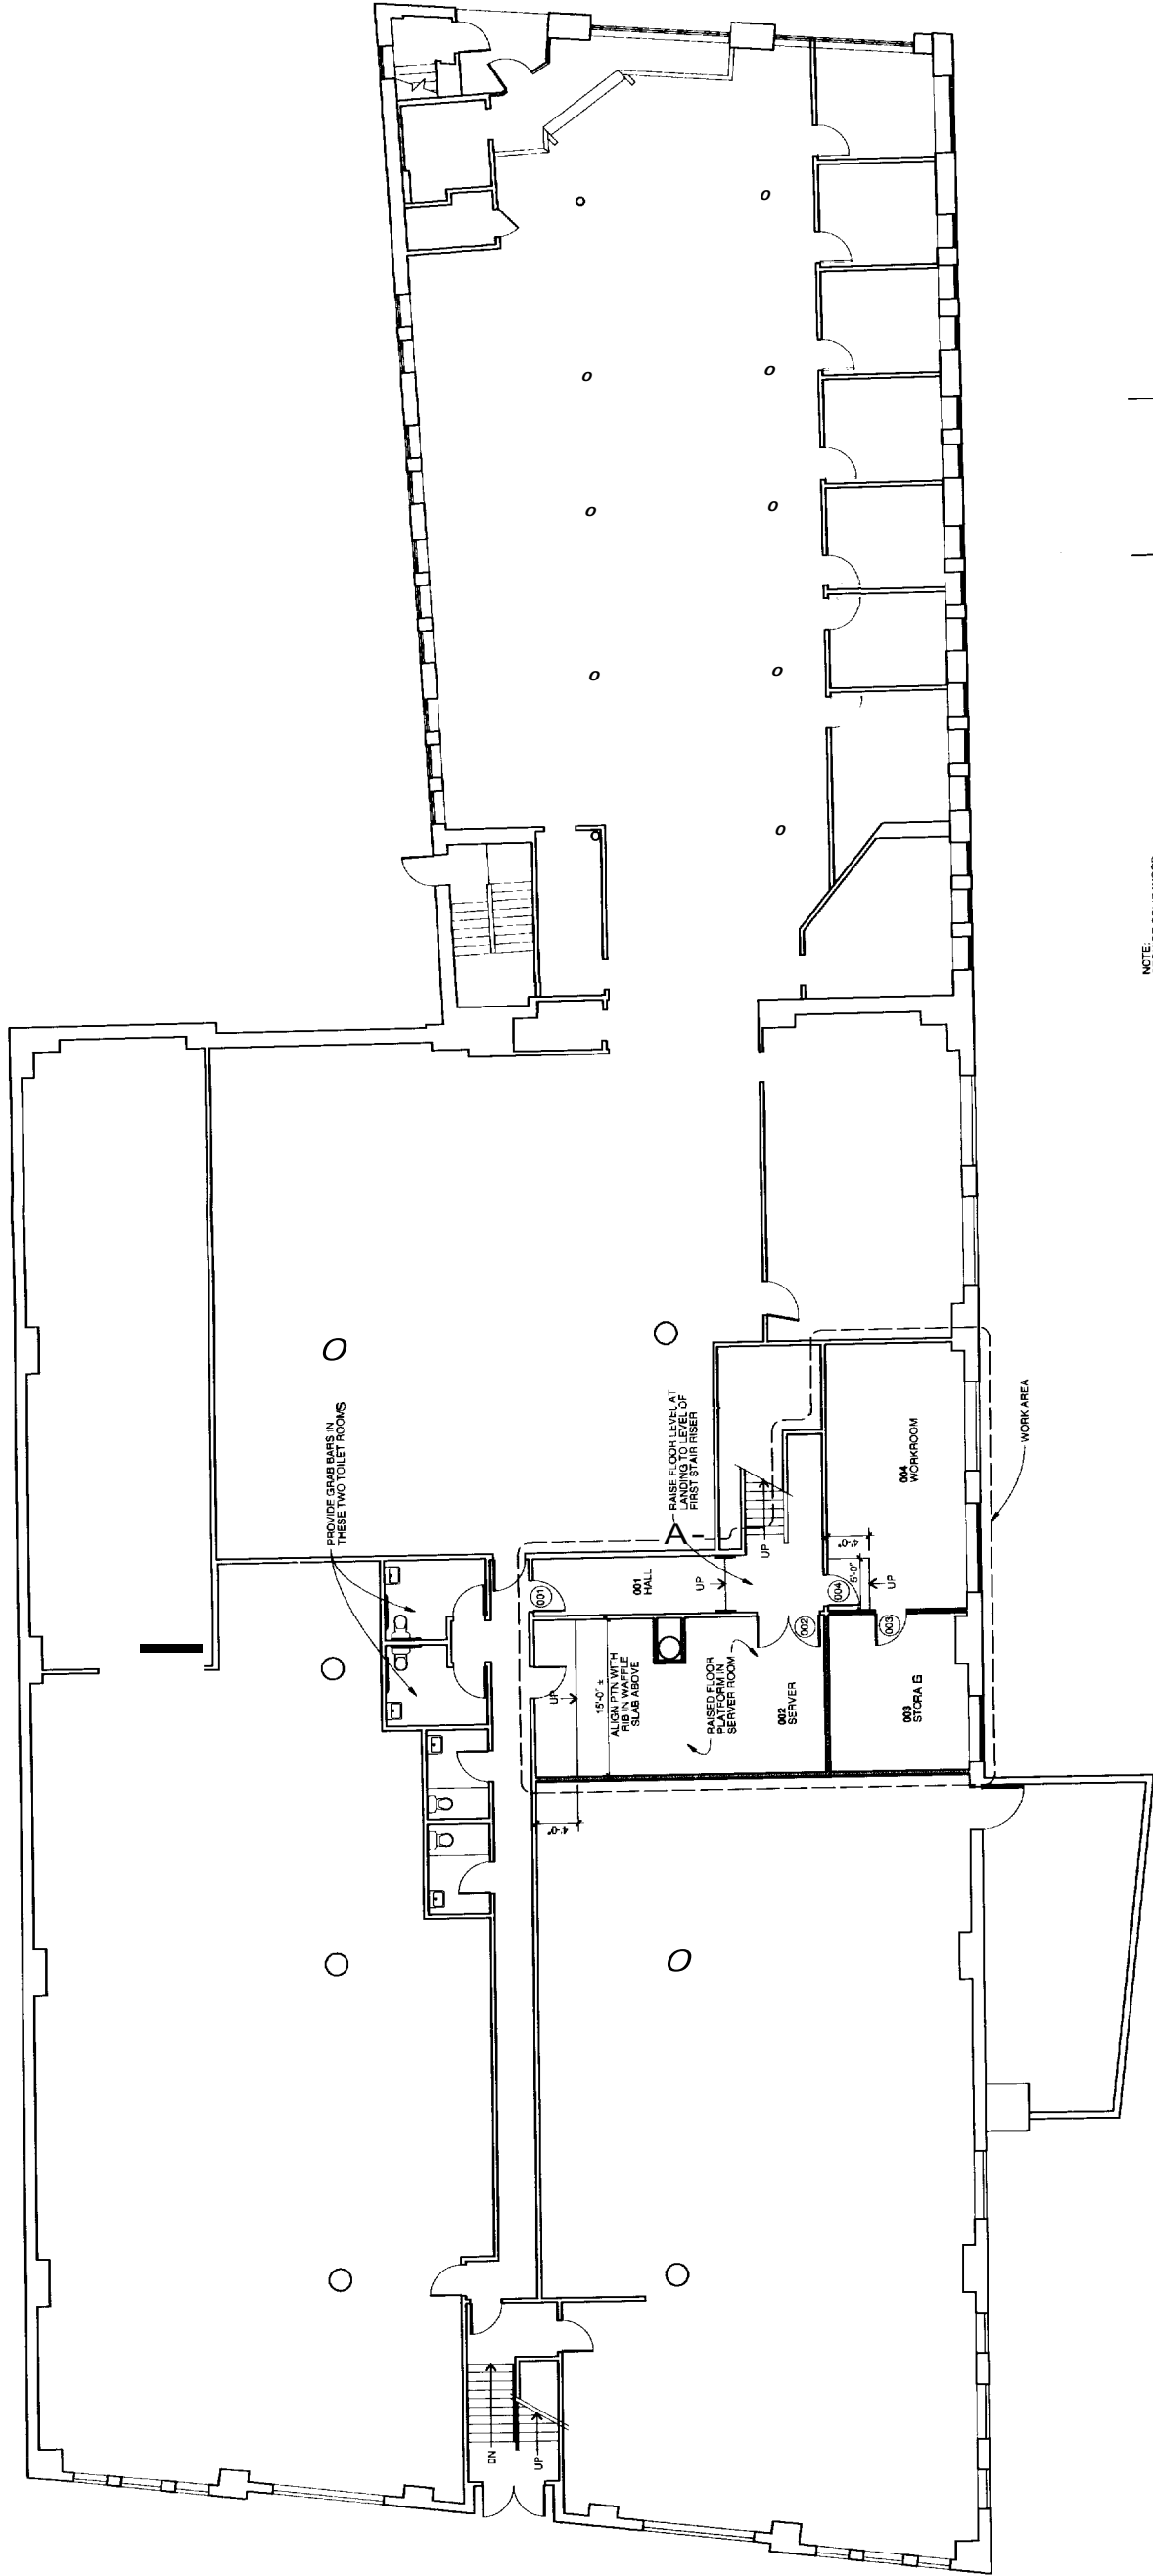 PROVIDE GRAB BARS IN
THESE TWO TOILET ROOMS
RAISE FLOOR LEVEL AT
LANDING TO LEVEL OF
FIRST STAIR RISER
A-
UP
001
001
HALL
UP
UP
15'-0" ±
ALIGN PTN WITH
RIB IN WAFFLE
SLAB ABOVE
RAISED FLOOR
PLATFORM IN
SERVER ROOM
002
SERVER
002
004
4'-0"
5'-0"
UP
003
003
STORA G
004
WORKROOM
WORK AREA
4'-0"
DN
UP
NOTE: